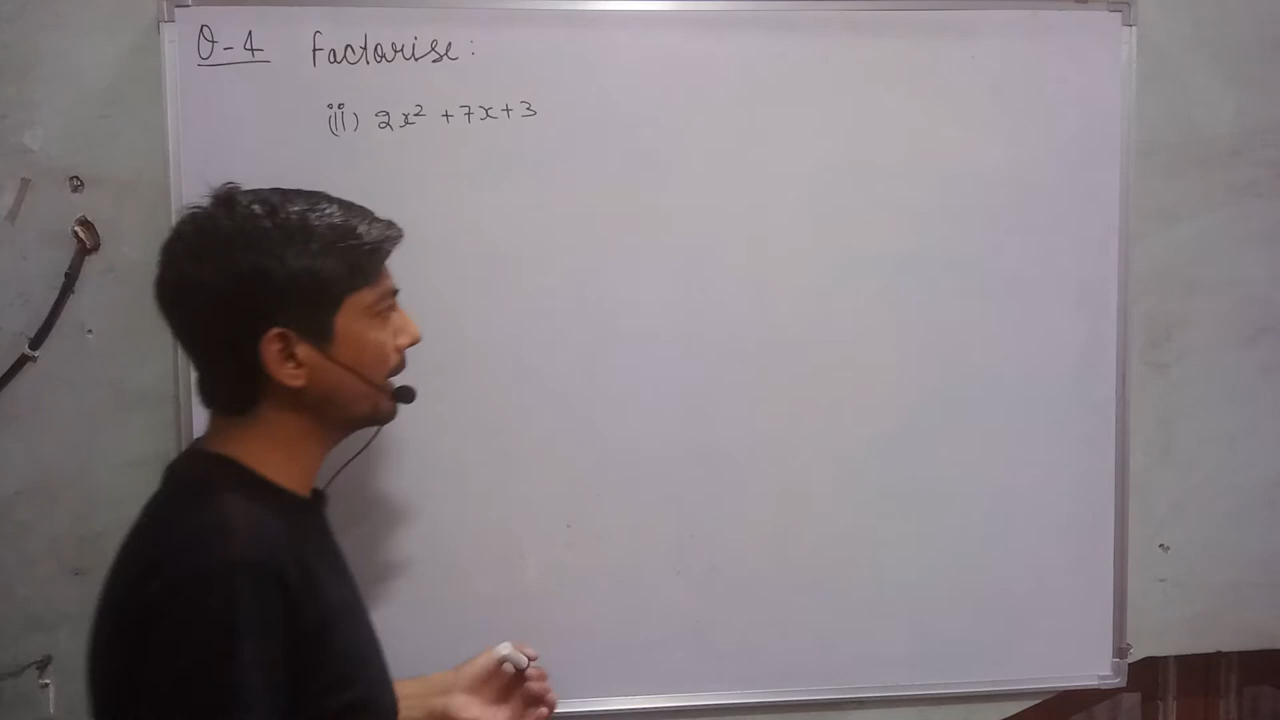 Q-4 Factorise:
(ii) 2x² + 7x + 3